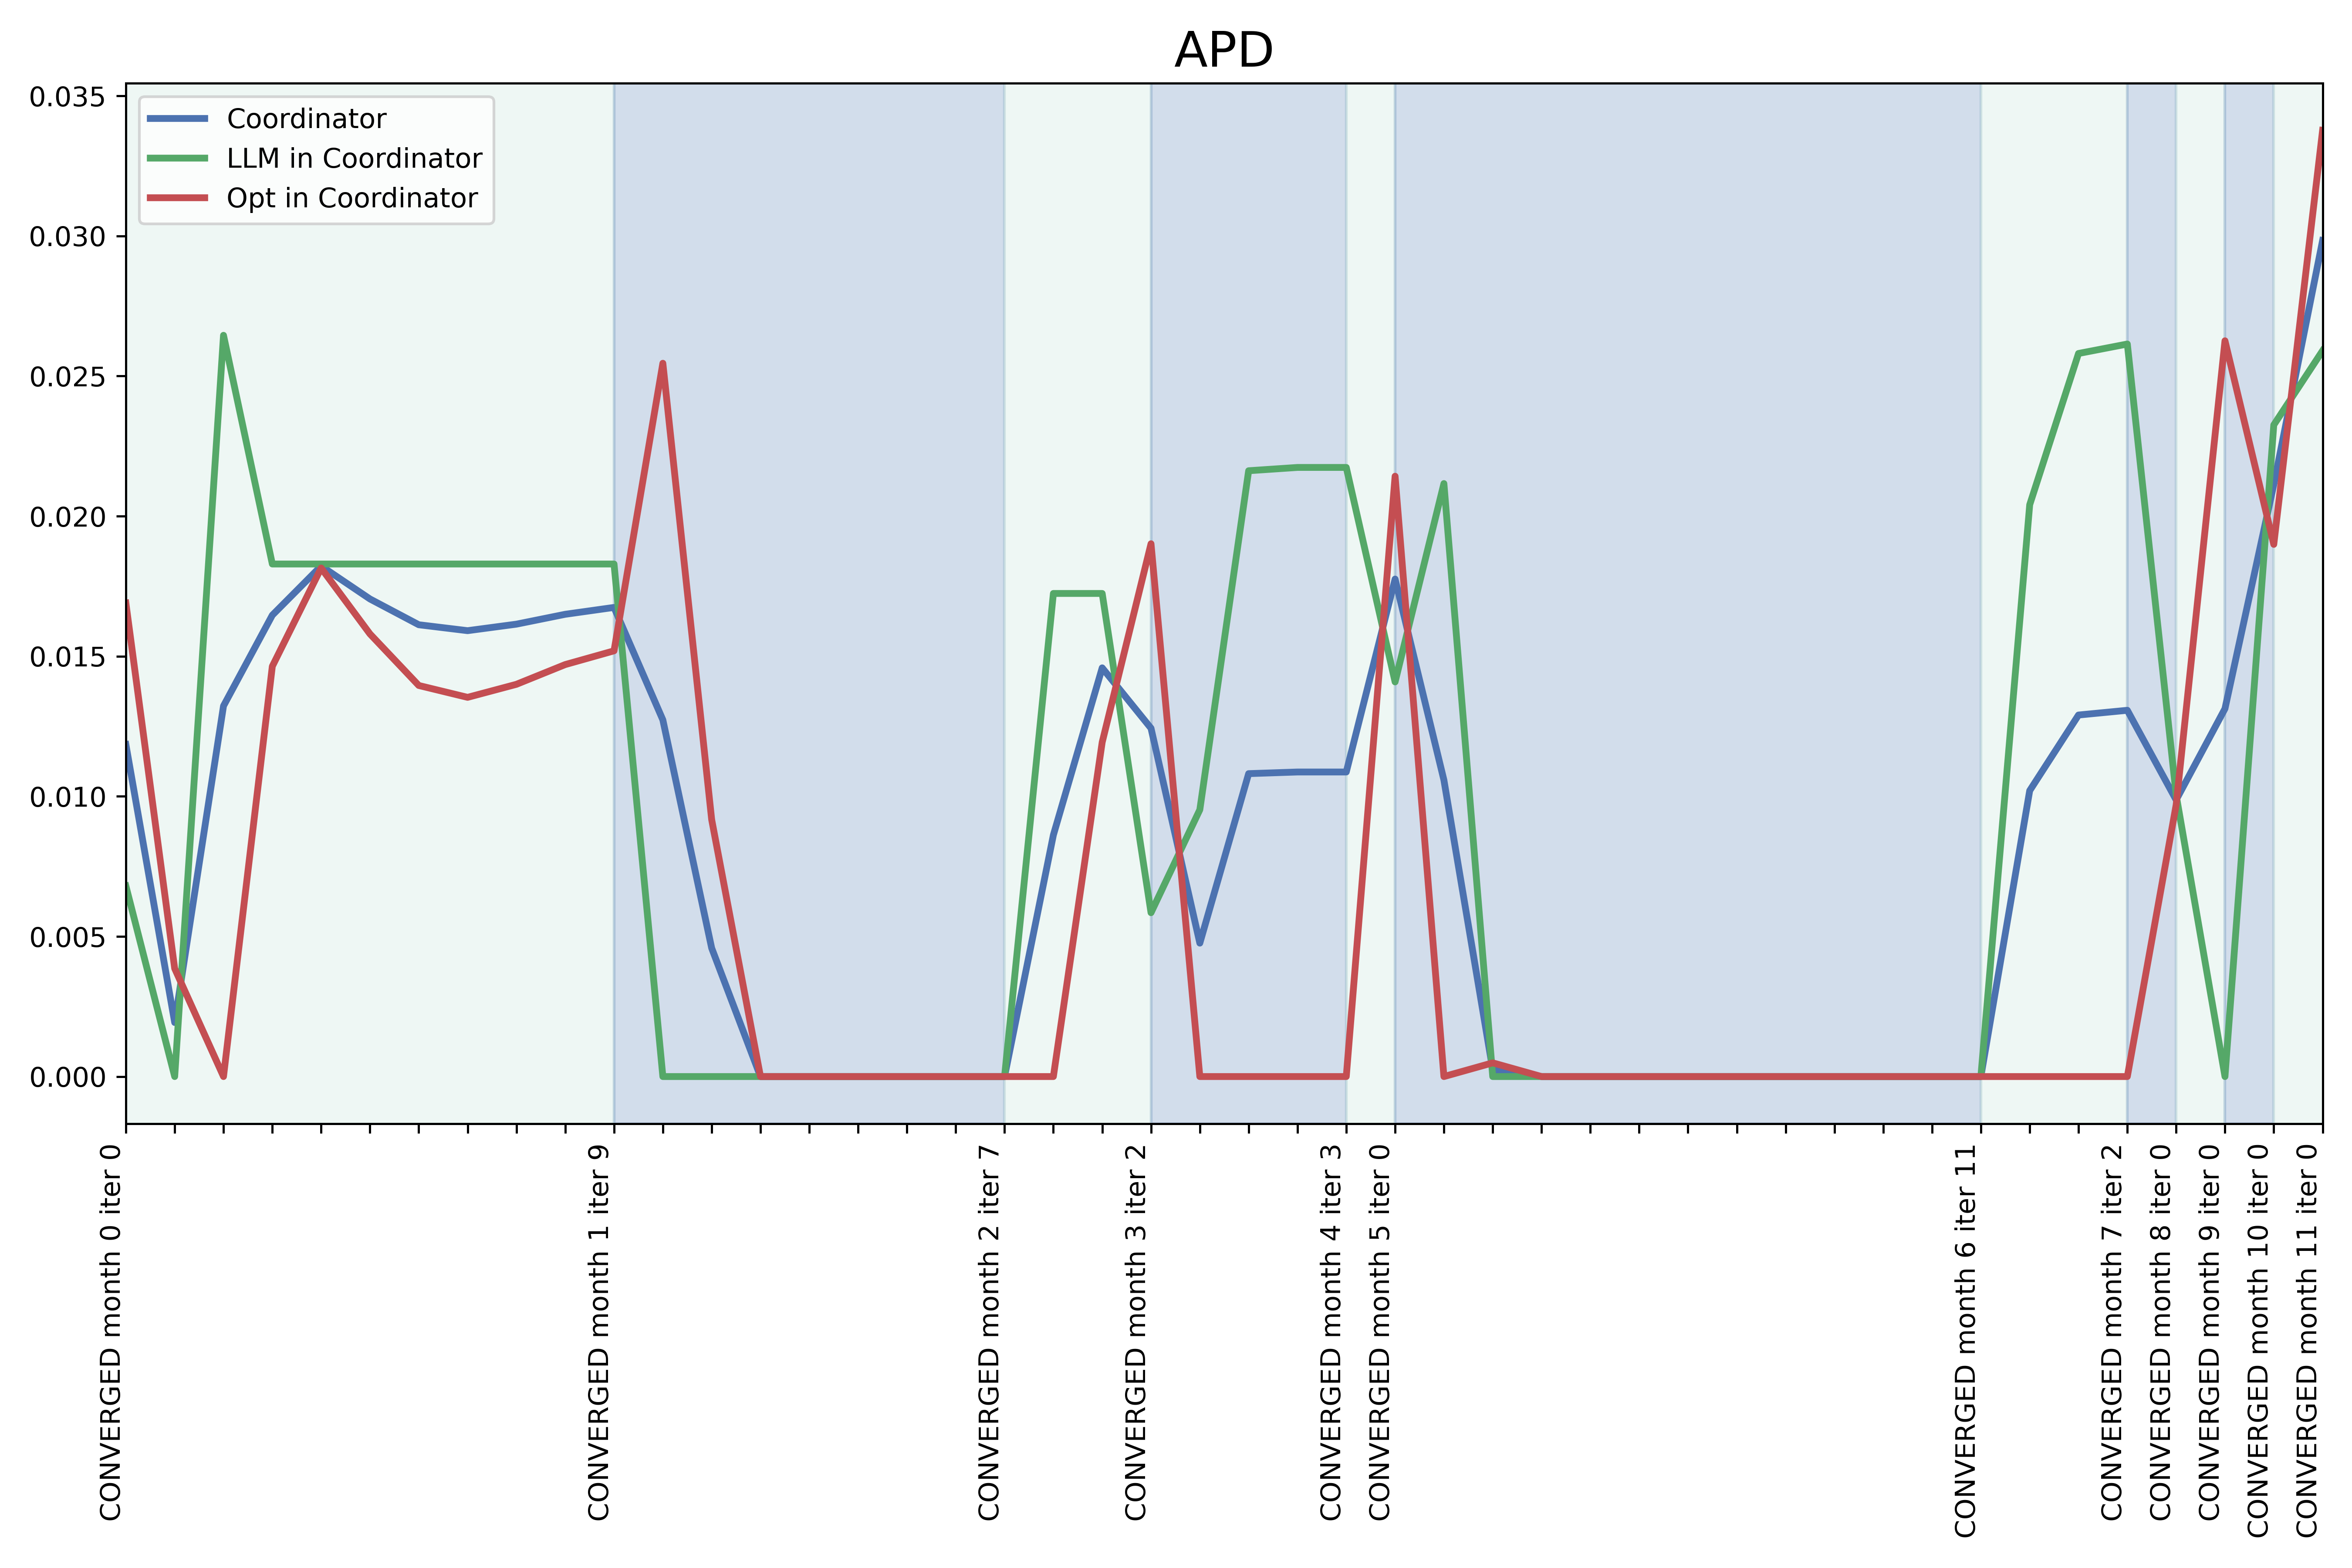 APD
0.035
0.030
0.025
0.020
0.015
0.010
0.005
0.000
Coordinator
LLM in Coordinator
Opt in Coordinator
CONVERGED month 0 iter 0
CONVERGED month 1 iter 9
CONVERGED month 2 iter 7
CONVERGED month 3 iter 2
CONVERGED month 4 iter 3
CONVERGED month 5 iter 0
CONVERGED month 6 iter 11
CONVERGED month 7 iter 2
CONVERGED month 8 iter 0
CONVERGED month 9 iter 0
CONVERGED month 10 iter 0
CONVERGED month 11 iter 0